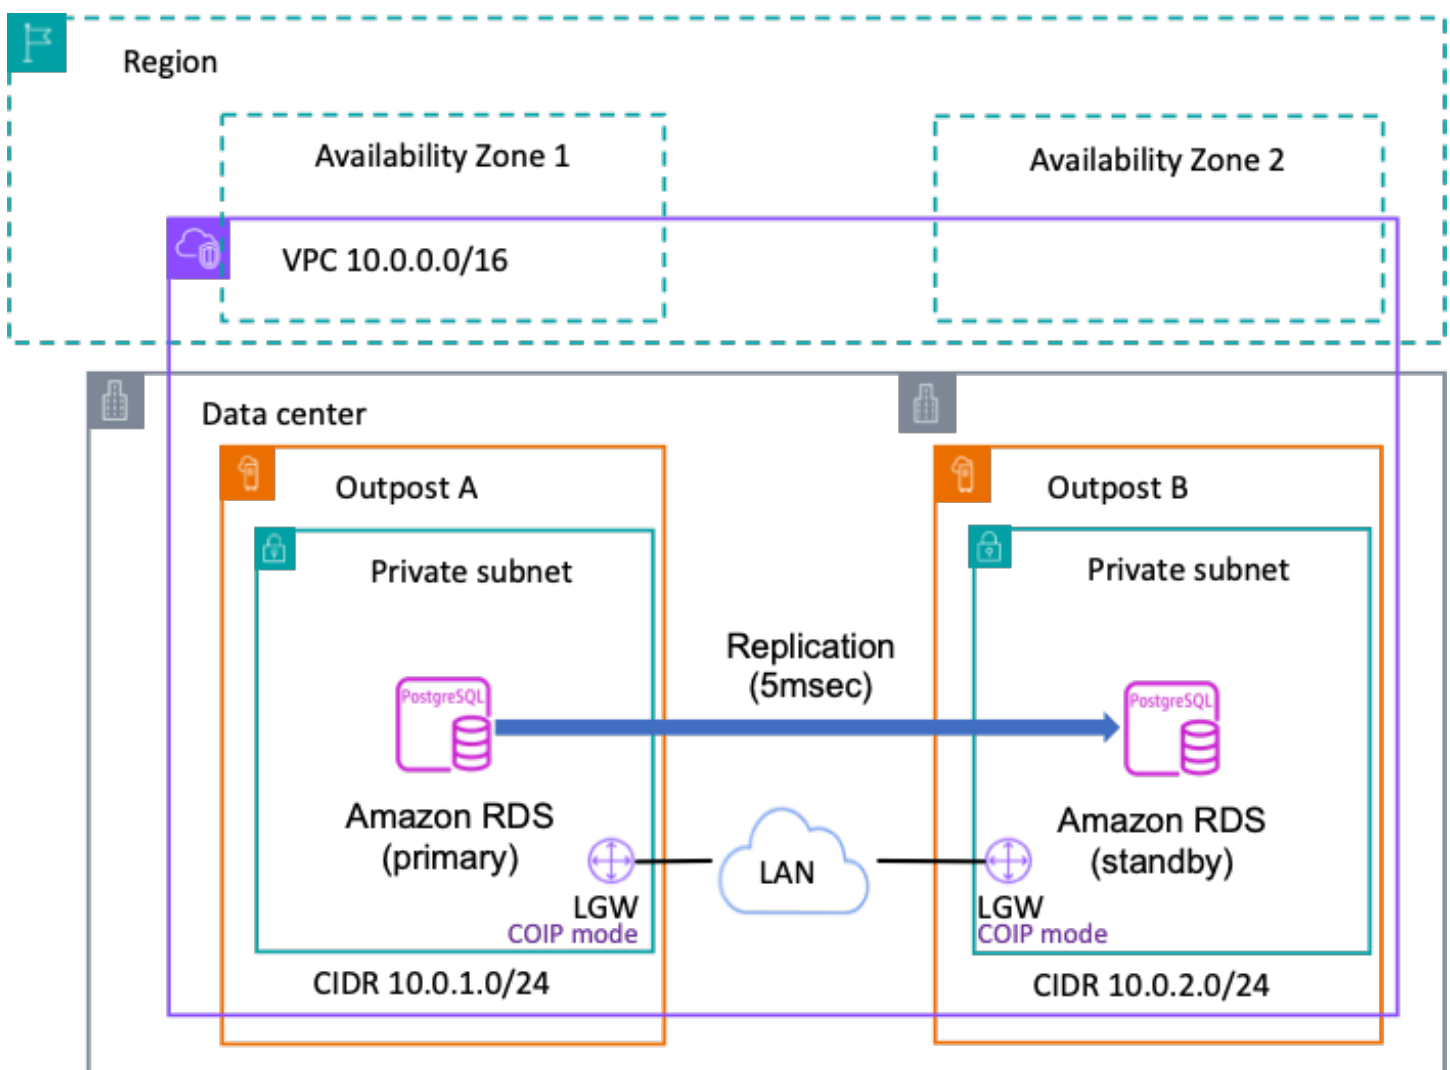 Region
Availability Zone 1
Availability Zone 2
VPC 10.0.0.0/16
Data center
Outpost A
Outpost B
Private subnet
Private subnet
Replication
(5msec)
PostgreSQL
PostgreSQL
Amazon RDS
(primary)
Amazon RDS
(standby)
LAN
LGW
COIP mode
LGW
COIP mode
CIDR 10.0.1.0/24
CIDR 10.0.2.0/24